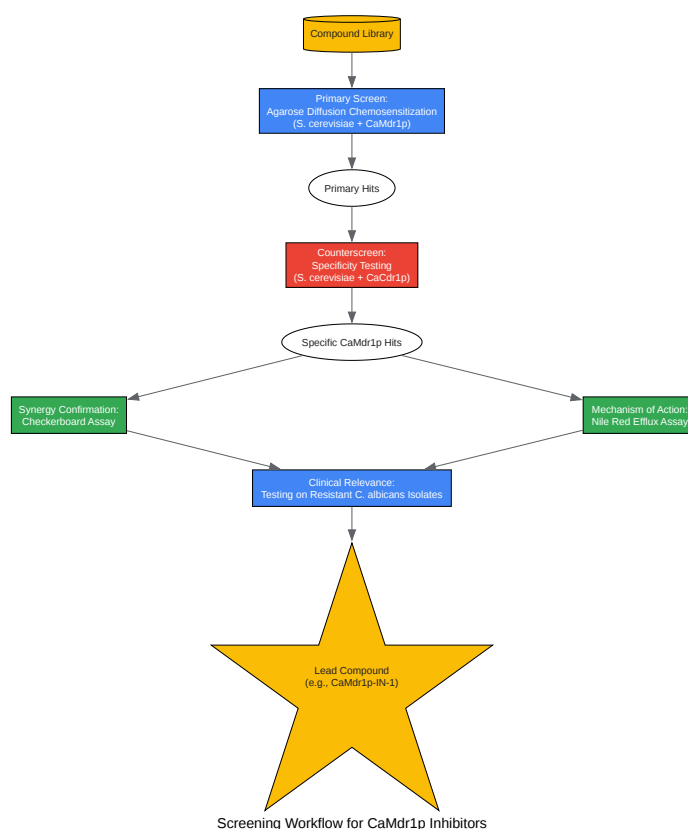 Compound Library
Primary Screen:
Agarose Diffusion Chemosensitization
(S. cerevisiae + CaMdr1p)
Primary Hits
Counterscreen:
Specificity Testing
(S. cerevisiae + CaCdr1p)
Specific CaMdr1p Hits
Synergy Confirmation:
Checkerboard Assay
Mechanism of Action:
Nile Red Efflux Assay
Clinical Relevance:
Testing on Resistant C. albicans Isolates
Lead Compound
(e.g., CaMdr1p-IN-1)
Screening Workflow for CaMdr1p Inhibitors